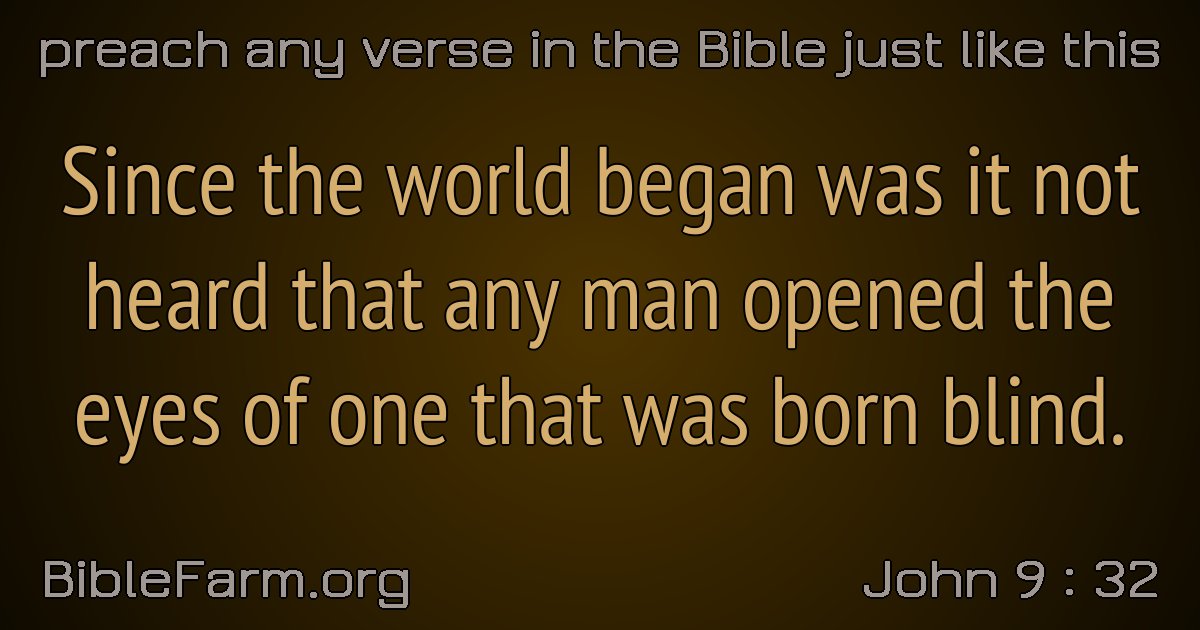 preach any verse in the Bible just like this
Since the world began was it not
heard that any man opened the
eyes of one that was born blind.
BibleFarm.org
John 9 : 32